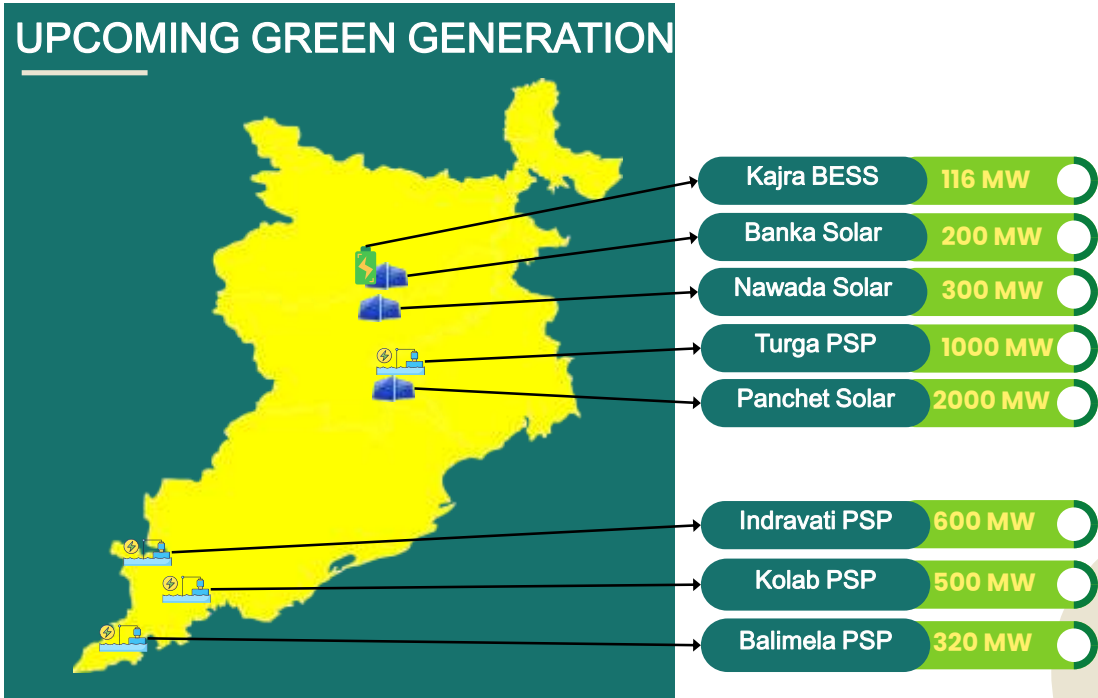 UPCOMING GREEN GENERATION
Kajra BESS 116 MW
Banka Solar 200 MW
Nawada Solar 300 MW
Turga PSP 1000 MW
Panchet Solar 2000 MW
Indravati PSP 600 MW
Kolab PSP 500 MW
Balimela PSP 320 MW